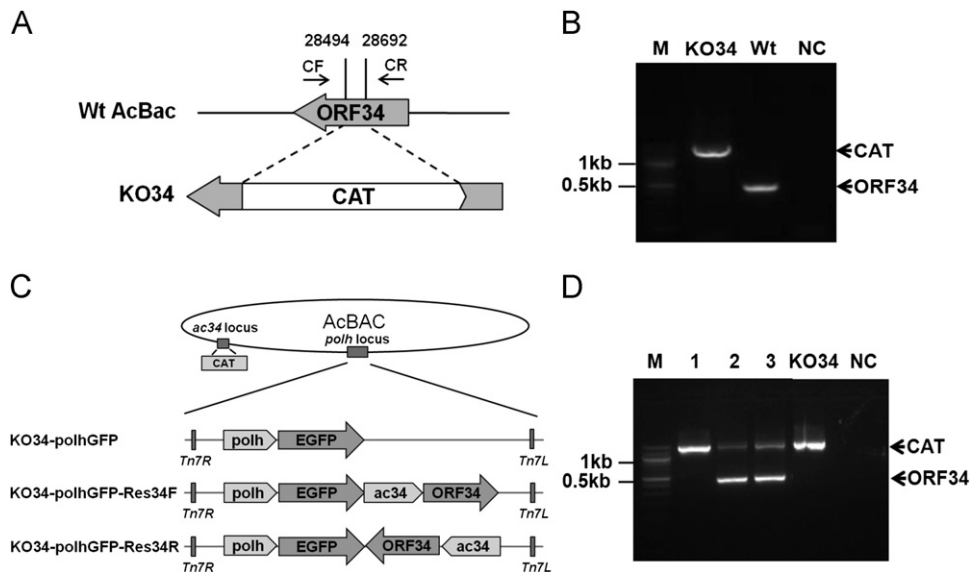 A
28494 28692
CF CR
Wt AcBac
ORF34
KO34
CAT
B
M KO34 Wt NC
CAT
1kb
0.5kb
ORF34
C
AcBAC
ac34 locus
polh locus
CAT
KO34-polhGFP
polh EGFP
Tn7R Tn7L
KO34-polhGFP-Res34F
polh EGFP ac34 ORF34
Tn7R Tn7L
KO34-polhGFP-Res34R
polh EGFP ORF34 ac34
Tn7R Tn7L
D
M 1 2 3 KO34 NC
CAT
1kb
0.5kb
ORF34